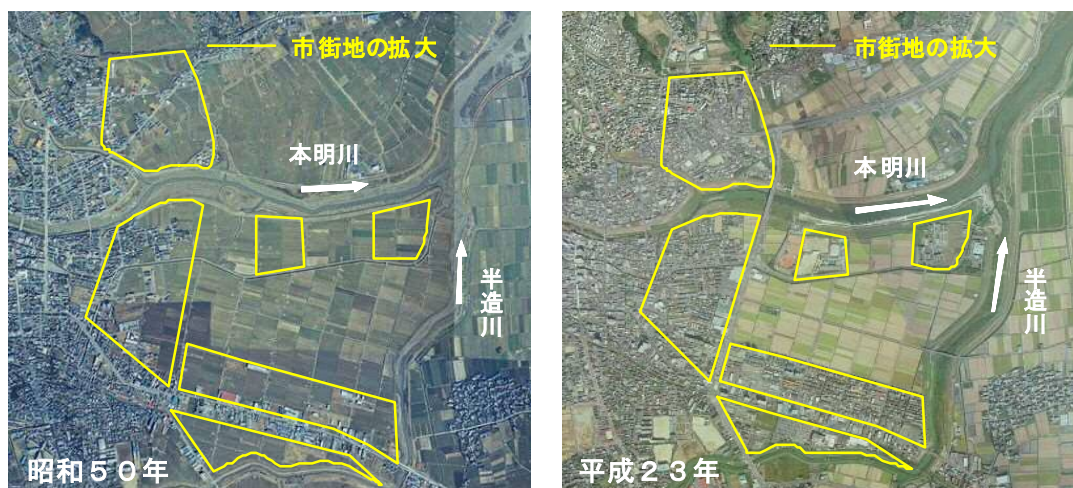 市街地の拡大
本明川
半造川
昭和５０年
市街地の拡大
本明川
半造川
平成２３年